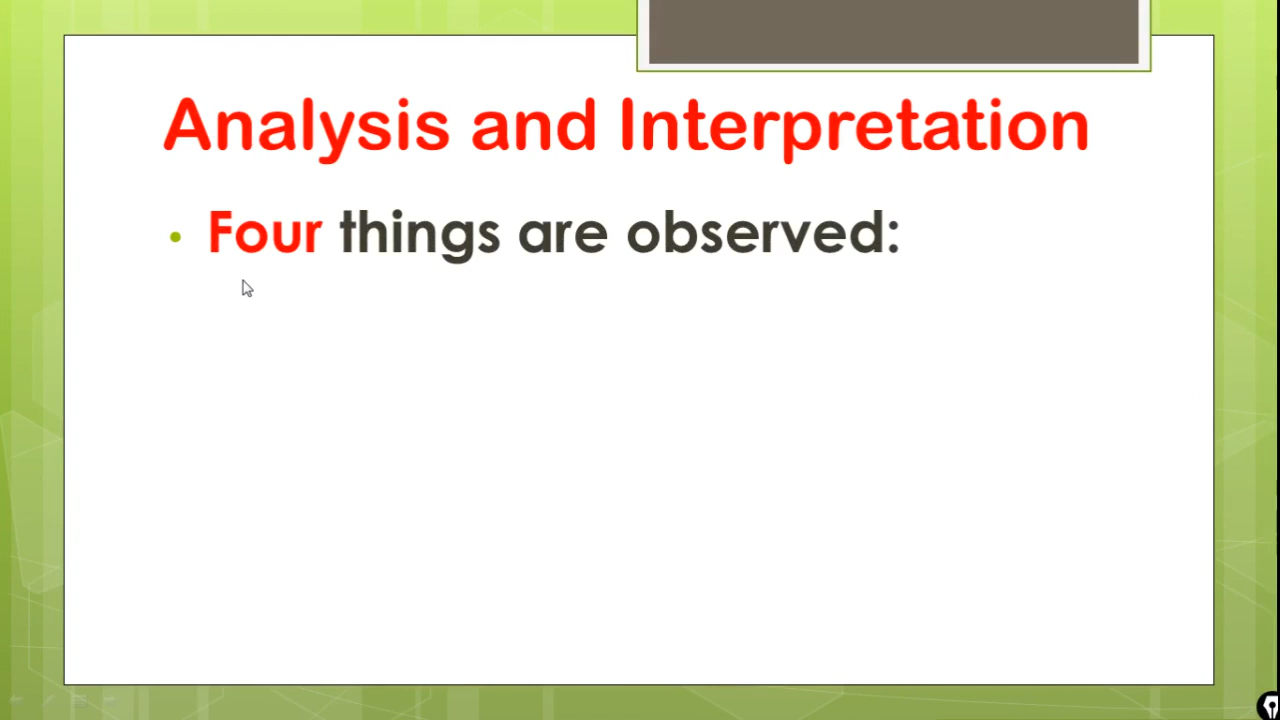 Analysis and Interpretation
• Four things are observed: